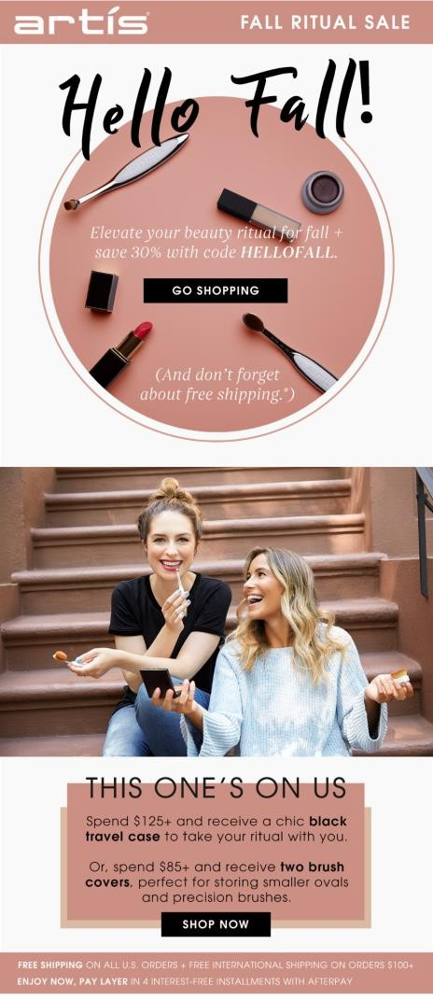 artís®
FALL RITUAL SALE
Hello Fall!
Elevate your beauty ritual for fall +
save 30% with code HELLOFALL.
GO SHOPPING
(And don't forget
about free shipping.*)
THIS ONE'S ON US
Spend $125+ and receive a chic black
travel case to take your ritual with you.
Or, spend $85+ and receive two brush
covers, perfect for storing smaller ovals
and precision brushes.
SHOP NOW
FREE SHIPPING ON ALL U.S. ORDERS + FREE INTERNATIONAL SHIPPING ON ORDERS $100+
ENJOY NOW, PAY LAYER IN 4 INTEREST-FREE INSTALLMENTS WITH AFTERPAY